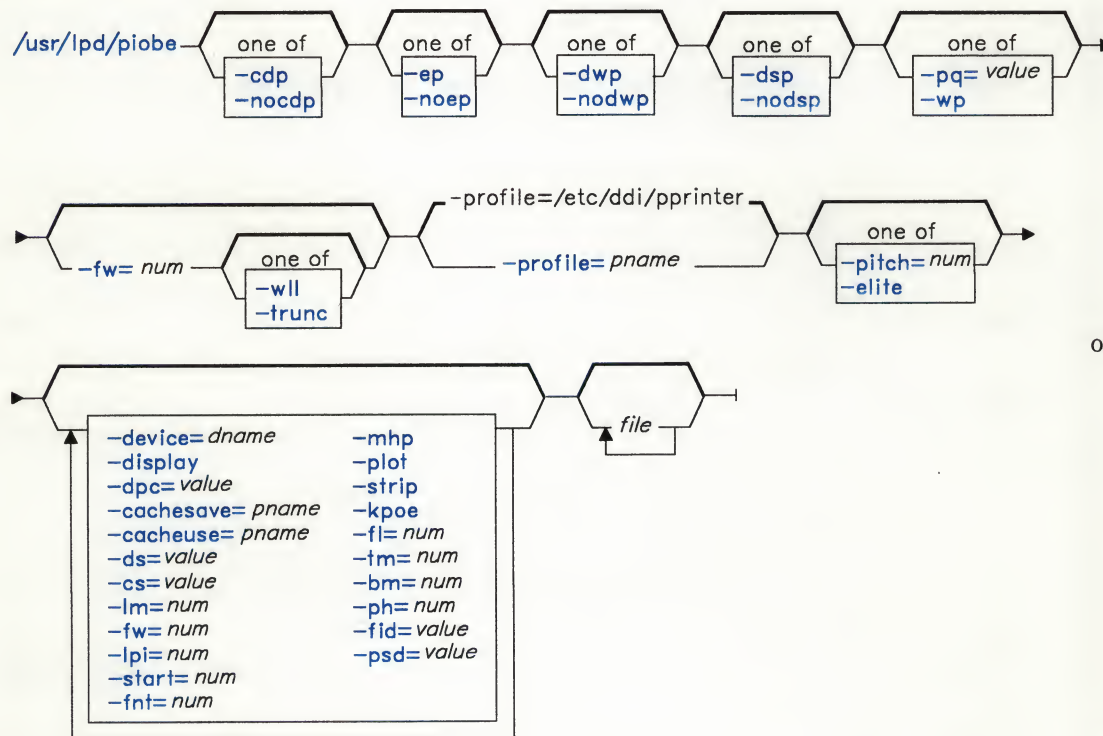 /usr/lpd/piobe
one of
-cdp
-nocdp
one of
-ep
-noep
one of
-dwp
-nodwp
one of
-dsp
-nodsp
one of
-pq= value
-wp
-fw= num
one of
-wll
-trunc
-profile=/etc/ddi/pprinter
-profile= pname
one of
-pitch= num
-elite
o
-device= dname
-display
-dpc= value
-cachesave= pname
-cacheuse= pname
-ds= value
-cs= value
-lm= num
-fw= num
-lpi= num
-start= num
-fnt= num
-mhp
-plot
-strip
-kpoe
-fl= num
-tm= num
-bm= num
-ph= num
-fid= value
-psd= value
file